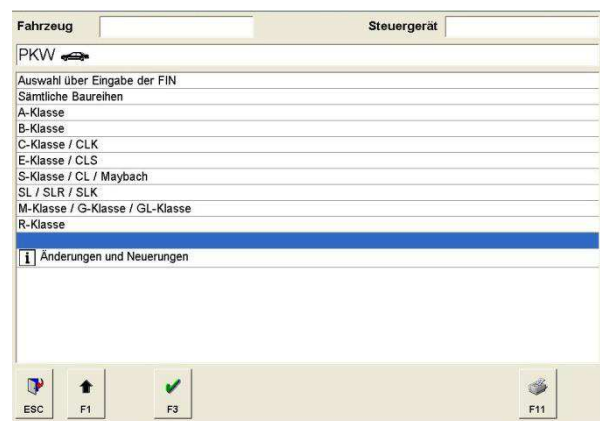 Fahrzeug Steuergerät
PKW
Auswahl über Eingabe der FIN
Sämtliche Baureihen
A-Klasse
B-Klasse
C-Klasse / CLK
E-Klasse / CLS
S-Klasse / CL / Maybach
SL / SLR / SLK
M-Klasse / G-Klasse / GL-Klasse
R-Klasse
i Änderungen und Neuerungen
ESC F1 F3 F11